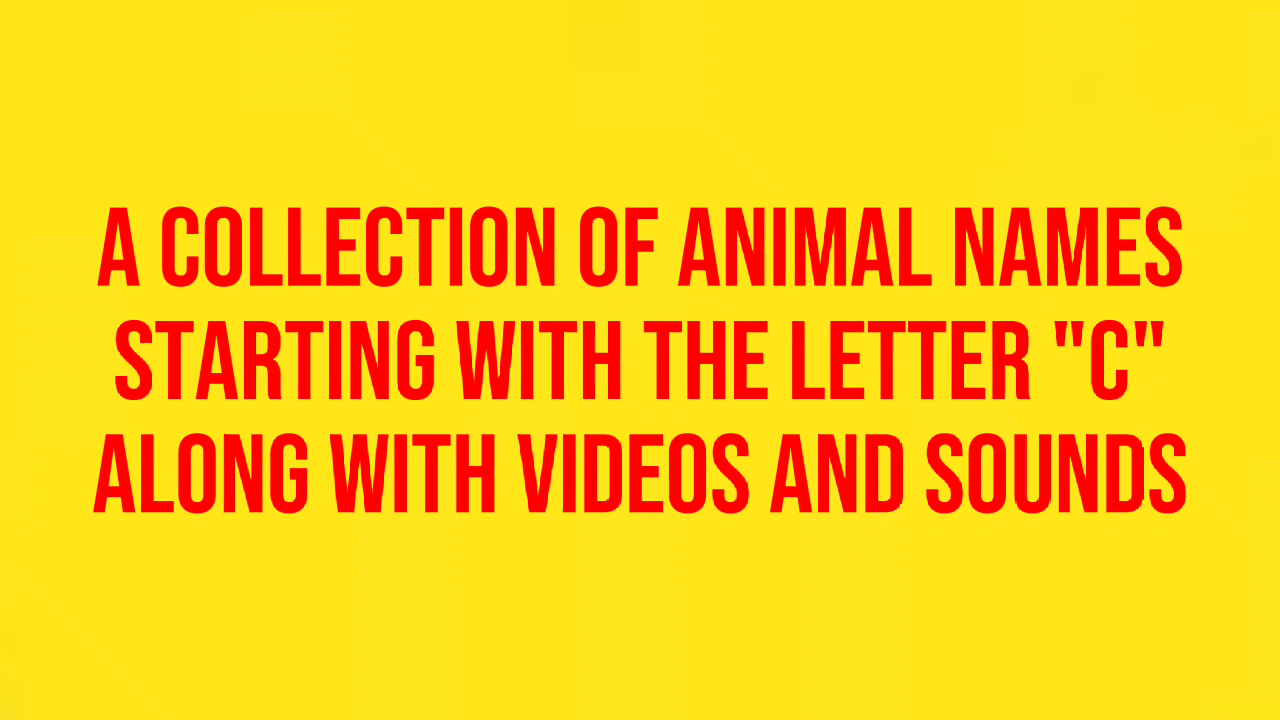 A COLLECTION OF ANIMAL NAMES
STARTING WITH THE LETTER "C"
ALONG WITH VIDEOS AND SOUNDS